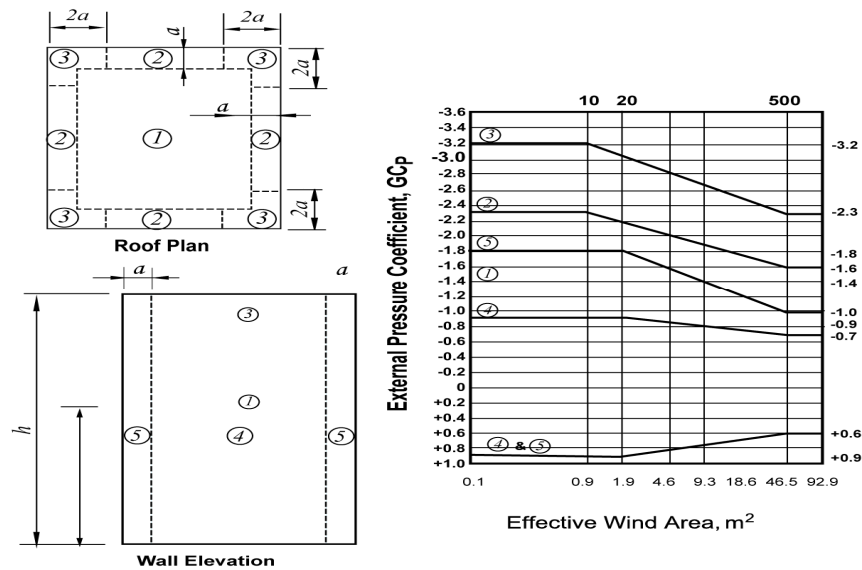 2a 2a
a
3 2 3
2a
a
2 1 2
2a
3 2 3
Roof Plan
a a
3
1
h
5 4 5
Wall Elevation
10 20 500
External Pressure Coefficient, GCP
-3.6
-3.4
-3.2
-3.0
-2.8
-2.6
-2.4
-2.2
-2.0
-1.8
-1.6
-1.4
-1.2
-1.0
-0.8
-0.6
-0.4
-0.2
0
+0.2
+0.4
+0.6
+0.8
+1.0
3
2
5
1
4
4 & 5
-3.2
-2.3
-1.8
-1.6
-1.4
-1.0
-0.9
-0.7
+0.6
+0.9
0.1 0.9 1.9 4.6 9.3 18.6 46.5 92.9
Effective Wind Area, m²